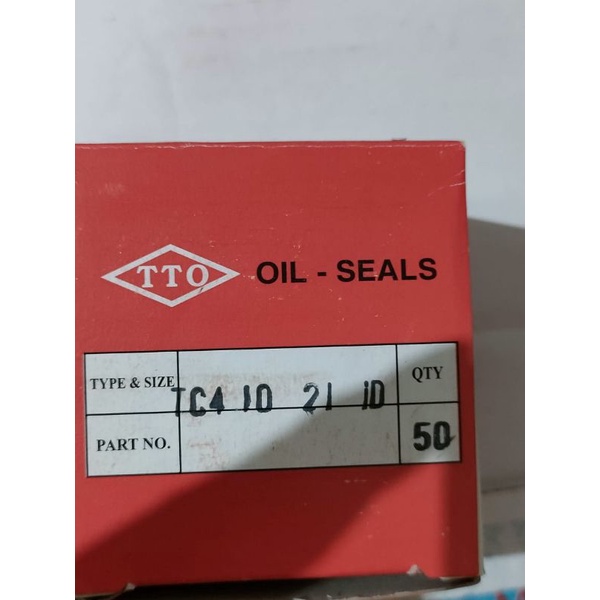 TTO OIL - SEALS
TYPE & SIZE TC4 10 21 10 QTY
PART NO. 50